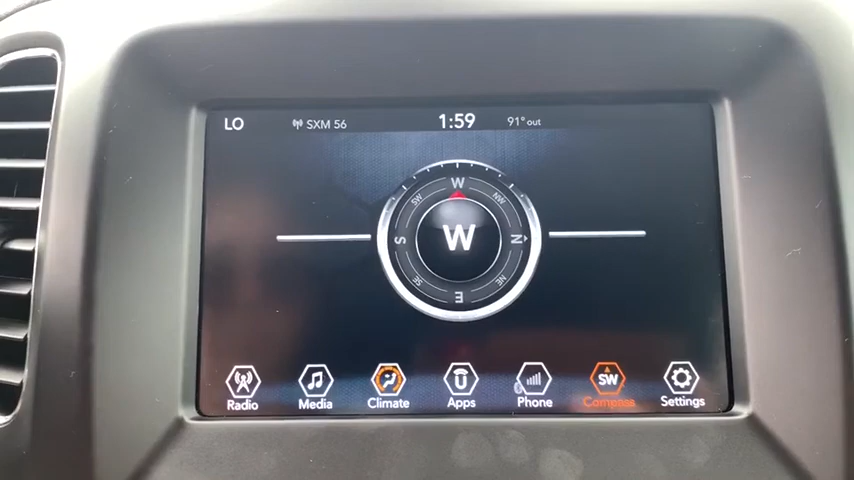 LO SXM 56 1:59 91° out
W
SW NW
W
S N
SE NE
E
SW
Radio Media Climate Apps Phone Compass Settings